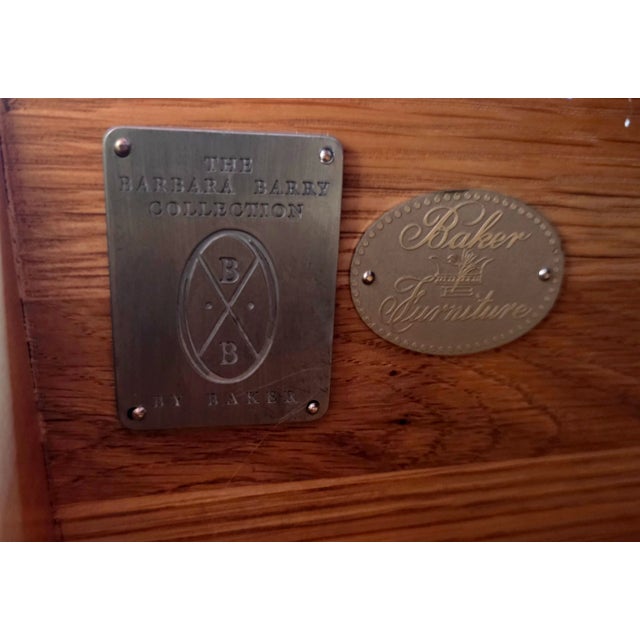 THE
BARBARA BARRY
COLLECTION
B
B
BY BAKER
Baker
Furniture